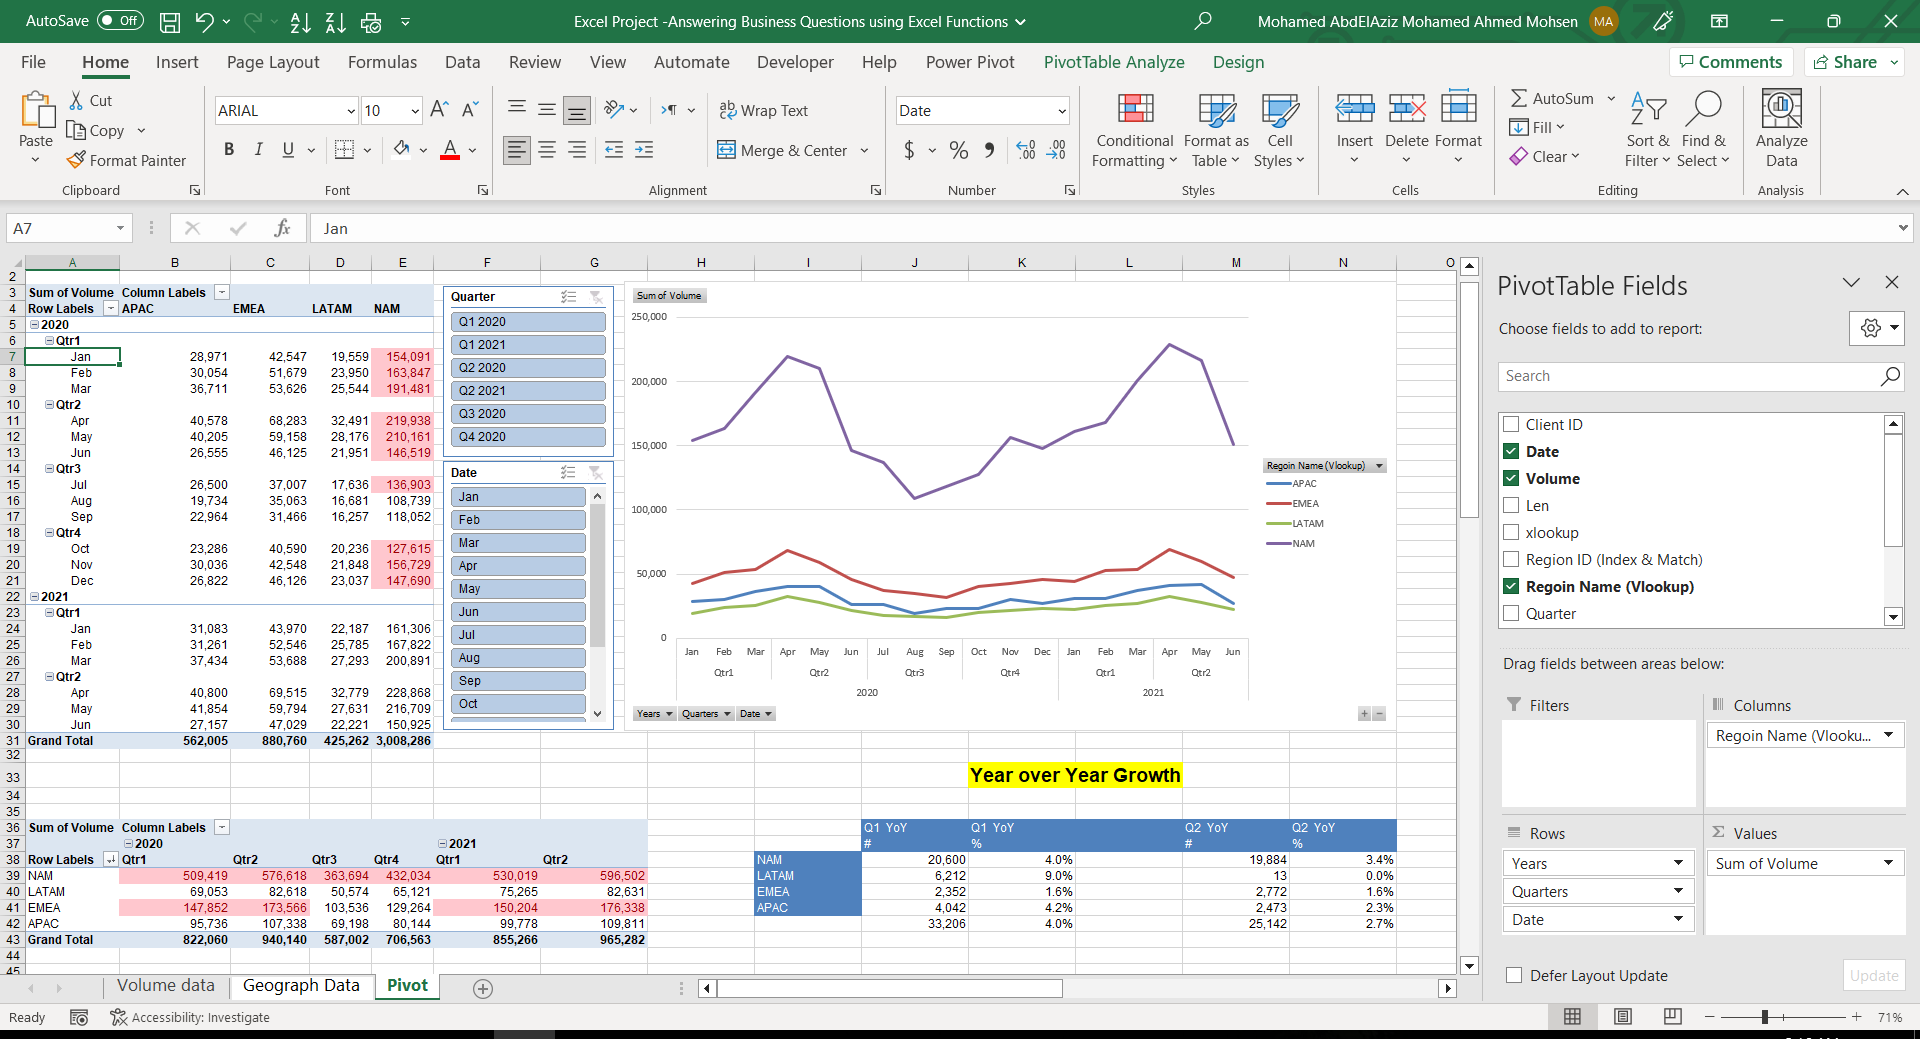 AutoSave Off Excel Project -Answering Business Questions using Excel Functions Mohamed AbdElAziz Mohamed Ahmed Mohsen MA
File Home Insert Page Layout Formulas Data Review View Automate Developer Help Power Pivot PivotTable Analyze Design Comments Share
Paste Cut Copy Format Painter Clipboard
ARIAL 10 B I U A Font
ab Wrap Text Merge & Center Alignment
Date $ % 9 Number
Conditional Formatting Format as Table Cell Styles Styles
Insert Delete Format Cells
AutoSum Fill Clear Sort & Filter Find & Select Editing
Analyze Data Analysis
A7 fx Jan
A B C D E F G H I J K L M N O
2
3 Sum of Volume Column Labels
4 Row Labels APAC EMEA LATAM NAM
5 2020
6 Qtr1
7 Jan 28,971 42,547 19,559 154,091
8 Feb 30,054 51,679 23,950 163,847
9 Mar 36,711 53,626 25,544 191,481
10 Qtr2
11 Apr 40,578 68,283 32,491 219,938
12 May 40,205 59,158 28,176 210,161
13 Jun 26,555 46,125 21,951 146,519
14 Qtr3
15 Jul 26,500 37,007 17,636 136,903
16 Aug 19,734 35,063 16,681 108,739
17 Sep 22,964 31,466 16,257 118,052
18 Qtr4
19 Oct 23,286 40,590 20,236 127,615
20 Nov 30,036 42,548 21,848 156,729
21 Dec 26,822 46,126 23,037 147,690
22 2021
23 Qtr1
24 Jan 31,083 43,970 22,187 161,306
25 Feb 31,261 52,546 25,785 167,822
26 Mar 37,434 53,688 27,293 200,891
27 Qtr2
28 Apr 40,800 69,515 32,779 228,868
29 May 41,854 59,794 27,631 216,709
30 Jun 27,157 47,029 22,221 150,925
31 Grand Total 562,005 880,760 425,262 3,008,286
32
Quarter
Q1 2020
Q1 2021
Q2 2020
Q2 2021
Q3 2020
Q4 2020
Date
Jan
Feb
Mar
Apr
May
Jun
Jul
Aug
Sep
Oct
Sum of Volume
250,000
200,000
150,000
100,000
50,000
0
Jan Feb Mar Apr May Jun Jul Aug Sep Oct Nov Dec Jan Feb Mar Apr May Jun
Qtr1 Qtr2 Qtr3 Qtr4 Qtr1 Qtr2
2020 2021
Regoin Name (Vlookup)
APAC
EMEA
LATAM
NAM
Years Quarters Date
33 Year over Year Growth
34
35
36 Sum of Volume Column Labels Q1 YoY Q1 YoY Q2 YoY Q2 YoY
37 2020 2021 # % # %
38 Row Labels Qtr1 Qtr2 Qtr3 Qtr4 Qtr1 Qtr2 NAM 20,600 4.0% 19,884 3.4%
39 NAM 509,419 576,618 363,694 432,034 530,019 596,502 LATAM 6,212 9.0% 13 0.0%
40 LATAM 69,053 82,618 50,574 65,121 75,265 82,631 EMEA 2,352 1.6% 2,772 1.6%
41 EMEA 147,852 173,566 103,536 129,264 150,204 176,338 APAC 4,042 4.2% 2,473 2.3%
42 APAC 95,736 107,338 69,198 80,144 99,778 109,811 33,206 4.0% 25,142 2.7%
43 Grand Total 822,060 940,140 587,002 706,563 855,266 965,282
44
45
PivotTable Fields
Choose fields to add to report:
Search
Client ID
Date
Volume
Len
xlookup
Region ID (Index & Match)
Regoin Name (Vlookup)
Quarter
Drag fields between areas below:
Filters Columns
Regoin Name (Vlooku...
Rows Values
Years Sum of Volume
Quarters
Date
Defer Layout Update Update
Volume data Geograph Data Pivot
Ready Accessibility: Investigate 71%